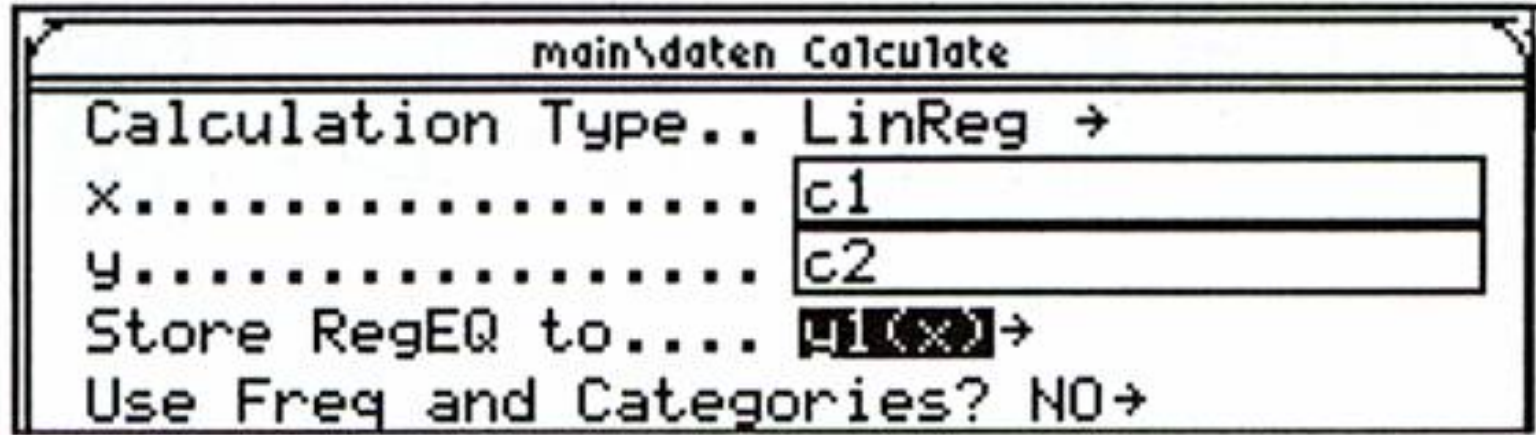 main\daten Calculate
Calculation Type.. LinReg →
x................. c1
y................. c2
Store RegEQ to.... y1(x)→
Use Freq and Categories? NO→